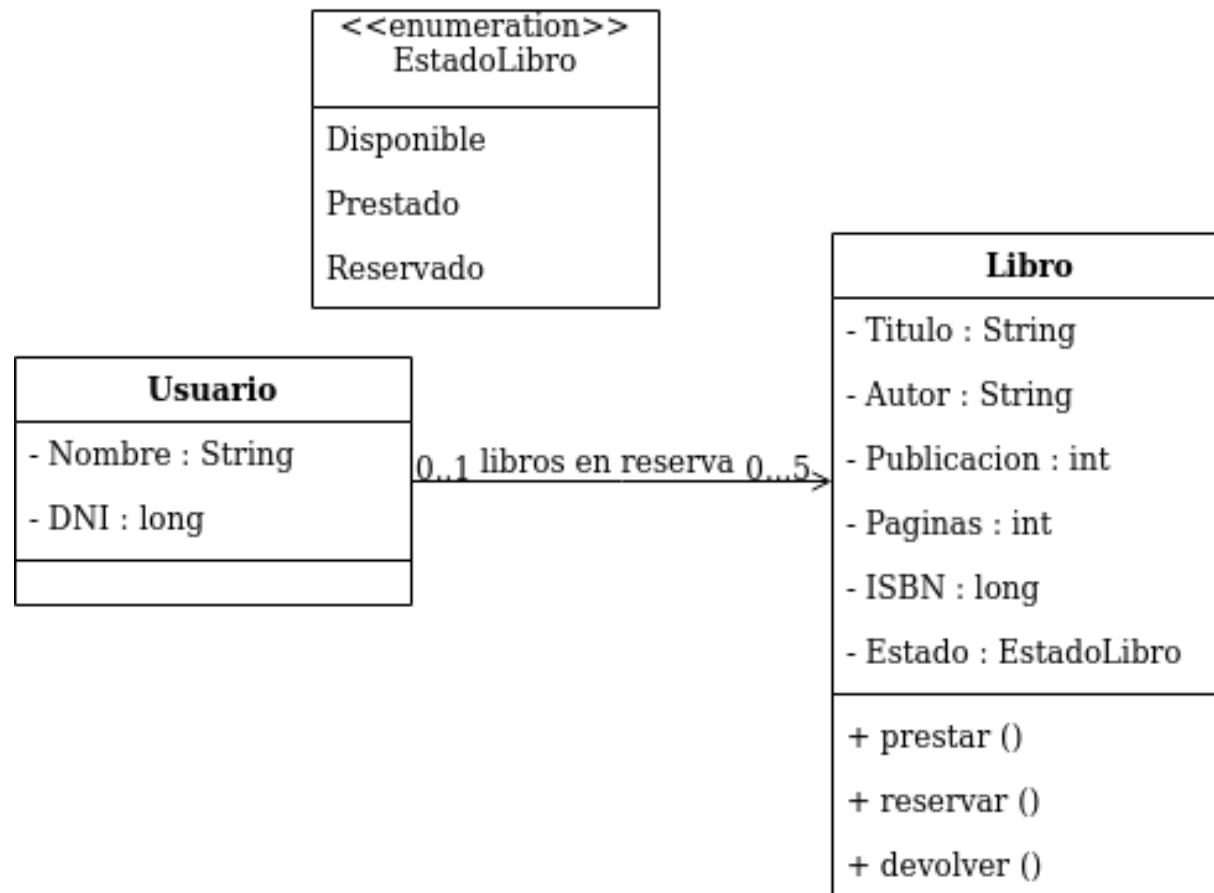 <<enumeration>>
EstadoLibro
Disponible
Prestado
Reservado
Usuario
- Nombre : String
- DNI : long
0..1 libros en reserva 0...5
Libro
- Titulo : String
- Autor : String
- Publicacion : int
- Paginas : int
- ISBN : long
- Estado : EstadoLibro
+ prestar ()
+ reservar ()
+ devolver ()